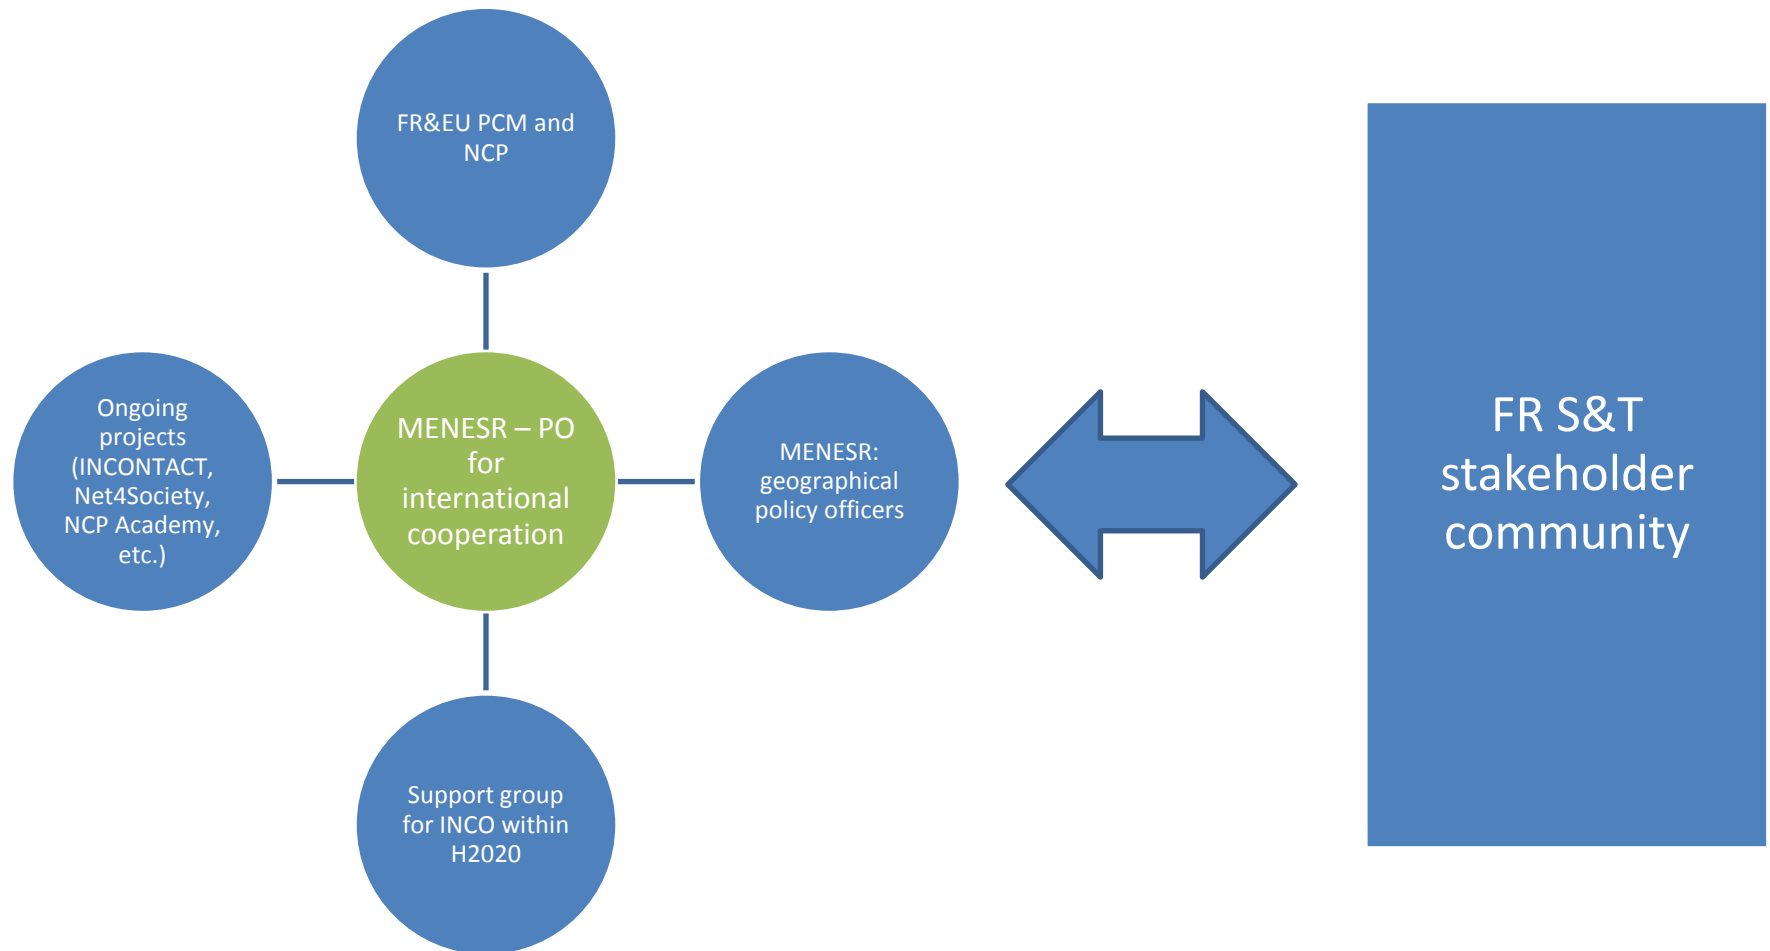 FR&EU PCM and
NCP
Ongoing
projects
(INCONTACT,
Net4Society,
NCP Academy,
etc.)
MENESR – PO
for
international
cooperation
MENESR:
geographical
policy officers
Support group
for INCO within
H2020
FR S&T
stakeholder
community